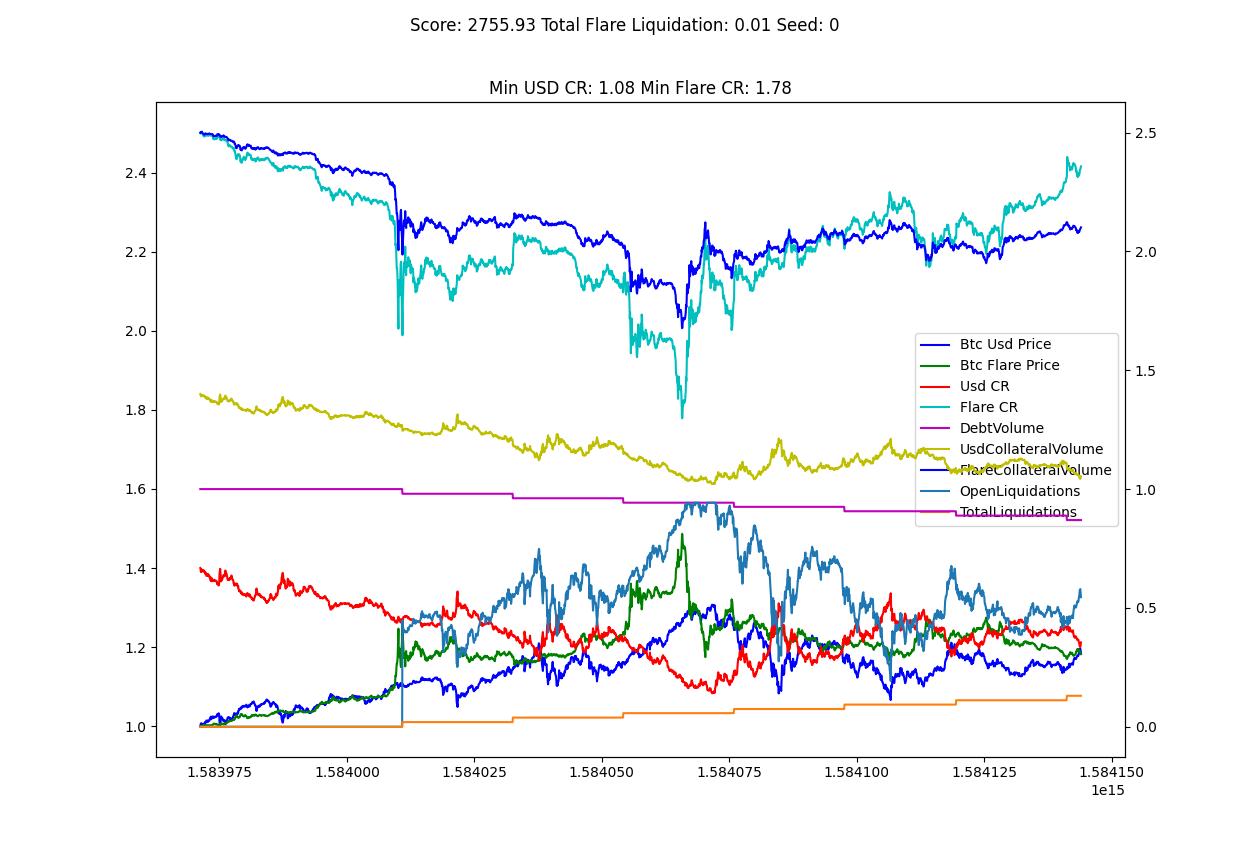 Score: 2755.93 Total Flare Liquidation: 0.01 Seed: 0
Min USD CR: 1.08 Min Flare CR: 1.78
2.4
2.2
2.0
1.8
1.6
1.4
1.2
1.0
2.5
2.0
1.5
1.0
0.5
0.0
Btc Usd Price
Btc Flare Price
Usd CR
Flare CR
DebtVolume
UsdCollateralVolume
FlareCollateralVolume
OpenLiquidations
TotalLiquidations
1.583975 1.584000 1.584025 1.584050 1.584075 1.584100 1.584125 1.584150
1e15